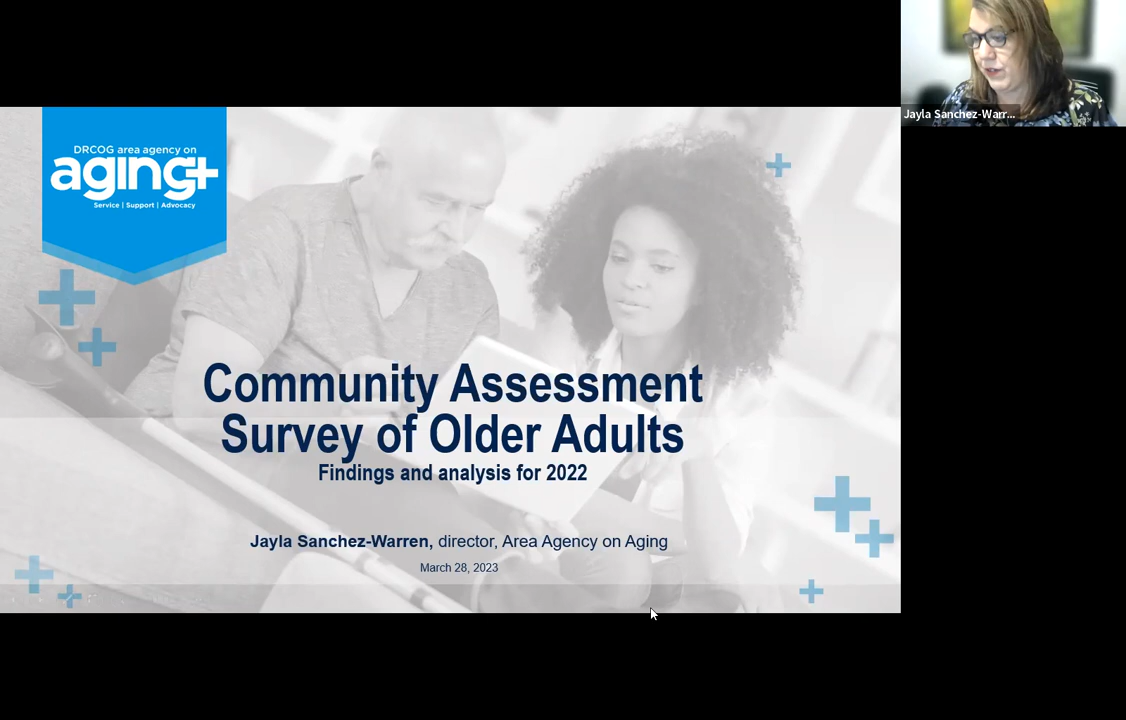 Jayla Sanchez-Warr...
DRCOG area agency on
aging+
Service | Support | Advocacy
Community Assessment
Survey of Older Adults
Findings and analysis for 2022
Jayla Sanchez-Warren, director, Area Agency on Aging
March 28, 2023